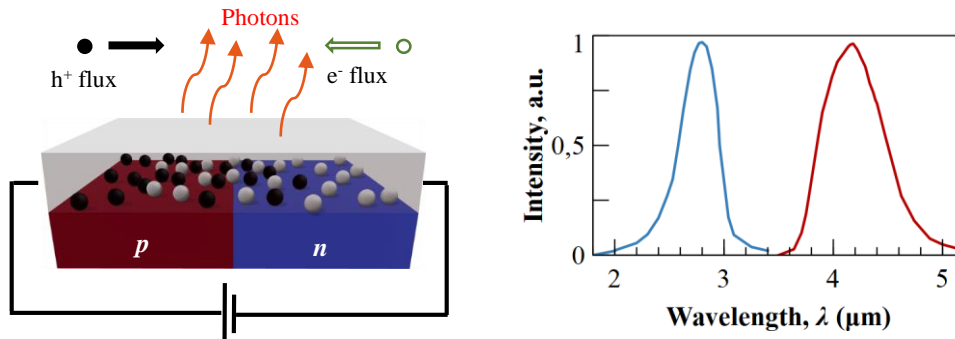 Photons
h⁺ flux
e⁻ flux
p
n
Intensity, a.u.
1
0,5
0
2
3
4
5
Wavelength, λ (μm)